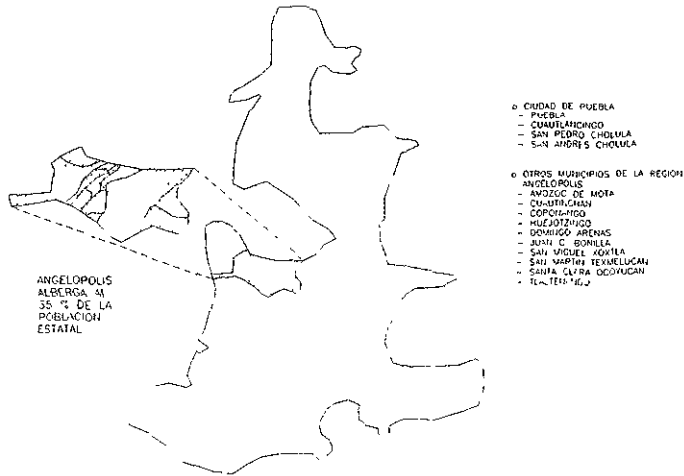 o CIUDAD DE PUEBLA
- PUEBLA
- CUAUTLANCINGO
- SAN PEDRO CHOLULA
- SAN ANDRES CHOLULA
o OTROS MUNICIPIOS DE LA REGION
ANGELOPOLIS
- AMOZOC DE MOTA
- CUAUTINCHAN
- CORONANGO
- HUEJOTZINGO
- DOMINGO ARENAS
- JUAN C. BONILLA
- SAN MIGUEL XOXTLA
- SAN MARTIN TEXMELUCAN
- SANTA CLARA OCOYUCAN
- TLALTENANGO
ANGELOPOLIS
ALBERGA AL
35 % DE LA
POBLACION
ESTATAL